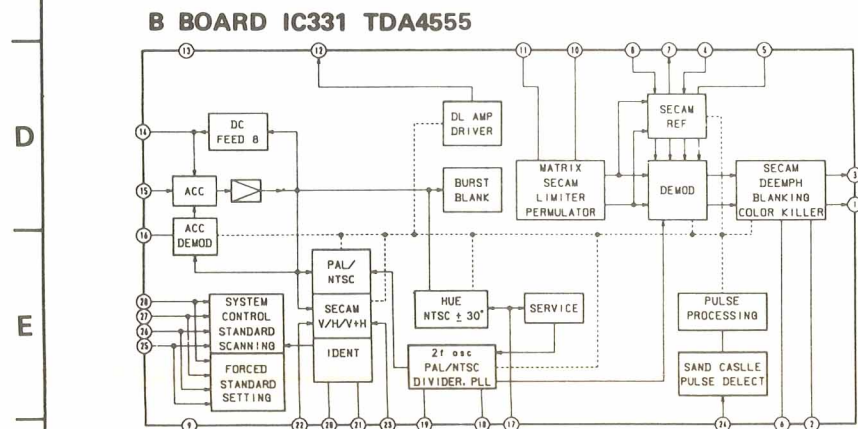 B BOARD IC331 TDA4555
13
12
11
10
8
7
4
5
D
14
DC
FEED B
DL AMP
DRIVER
SECAM
REF
15
ACC
BURST
BLANK
MATRIX
SECAM
LIMITER
PERMULATOR
DEMOD
SECAM
DEEMPH
BLANKING
COLOR KILLER
3
1
16
ACC
DEMOD
E
PAL/
NTSC
SECAM
V/H/V+H
IDENT
HUE
NTSC ± 30°
SERVICE
PULSE
PROCESSING
28
27
26
25
SYSTEM
CONTROL
STANDARD
SCANNING
FORCED
STANDARD
SETTING
2f osc
PAL/NTSC
DIVIDER. PLL
SAND CASLLE
PULSE DELECT
9
22
20
21
23
19
18
17
24
6
2